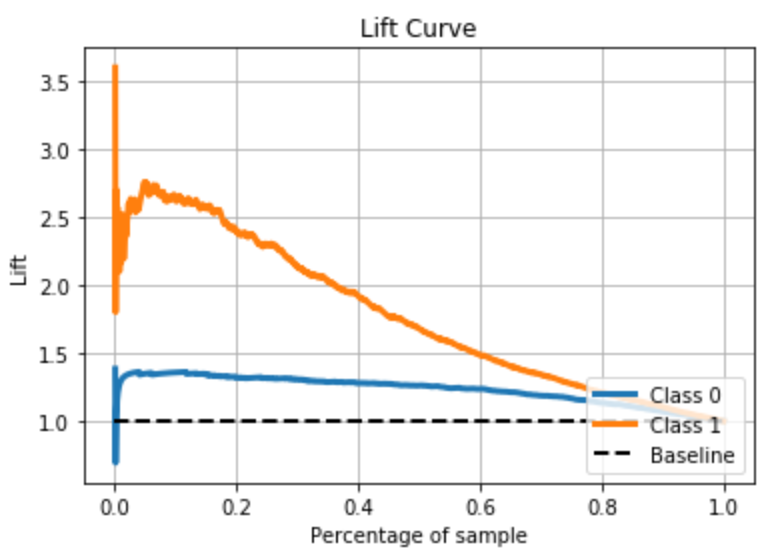 Lift Curve
3.5
3.0
2.5
2.0
1.5
1.0
Lift
Class 0
Class 1
Baseline
0.0 0.2 0.4 0.6 0.8 1.0
Percentage of sample